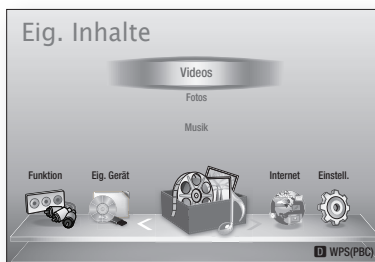 Eig. Inhalte
Videos
Fotos
Musik
Funktion Eig. Gerät Internet Einstell.
D WPS(PBC)